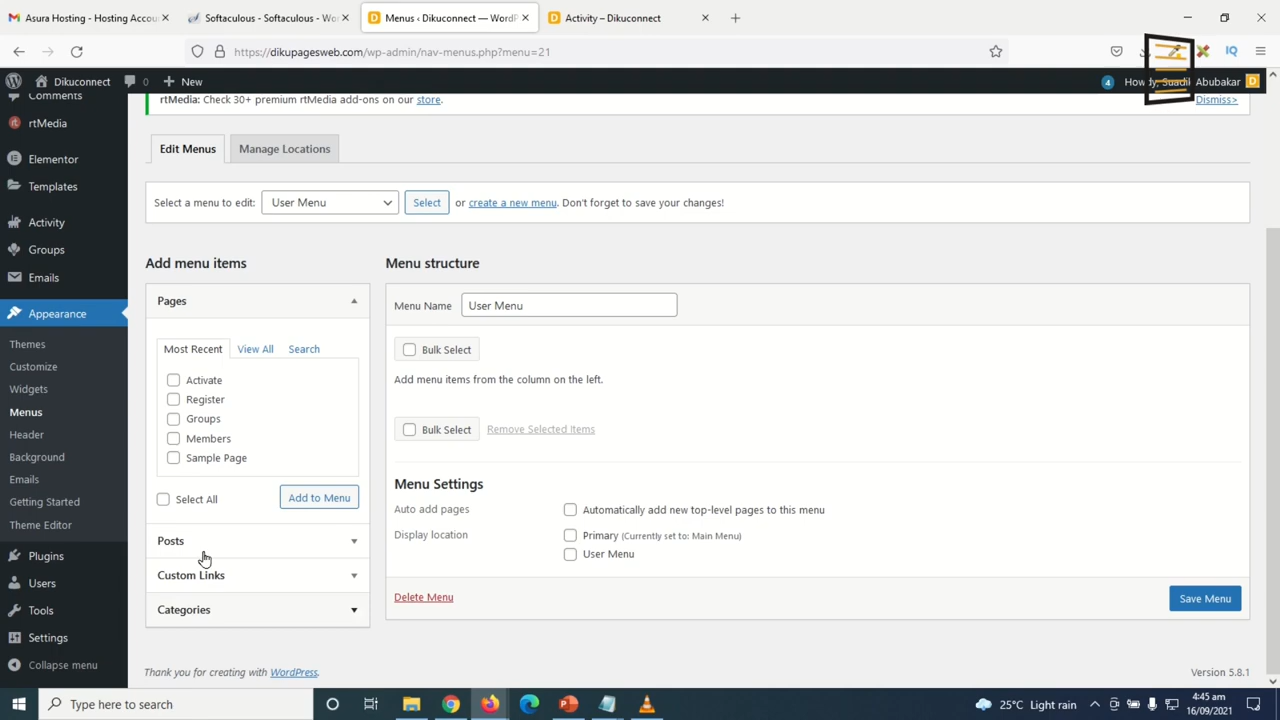 Asura Hosting - Hosting Accou
Softaculous - Softaculous - Wo
Menus ‹ Dikuconnect — WordP
Activity – Dikuconnect
https://dikupagesweb.com/wp-admin/nav-menus.php?menu=21
IQ
Dikuconnect
0
New
4
Howdy, Suadil Abubakar
Comments
rtMedia
Elementor
Templates
Activity
Groups
Emails
Appearance
Themes
Customize
Widgets
Menus
Header
Background
Emails
Getting Started
Theme Editor
Plugins
Users
Tools
Settings
Collapse menu
rtMedia: Check 30+ premium rtMedia add-ons on our store.
Dismiss>
Edit Menus
Manage Locations
Select a menu to edit:
User Menu
Select
or create a new menu. Don't forget to save your changes!
Add menu items
Pages
Most Recent
View All
Search
Activate
Register
Groups
Members
Sample Page
Select All
Add to Menu
Posts
Custom Links
Categories
Menu structure
Menu Name
User Menu
Bulk Select
Add menu items from the column on the left.
Bulk Select
Remove Selected Items
Menu Settings
Auto add pages
Automatically add new top-level pages to this menu
Display location
Primary (Currently set to: Main Menu)
User Menu
Delete Menu
Save Menu
Thank you for creating with WordPress.
Version 5.8.1
Type here to search
25°C Light rain
4:45 am
16/09/2021